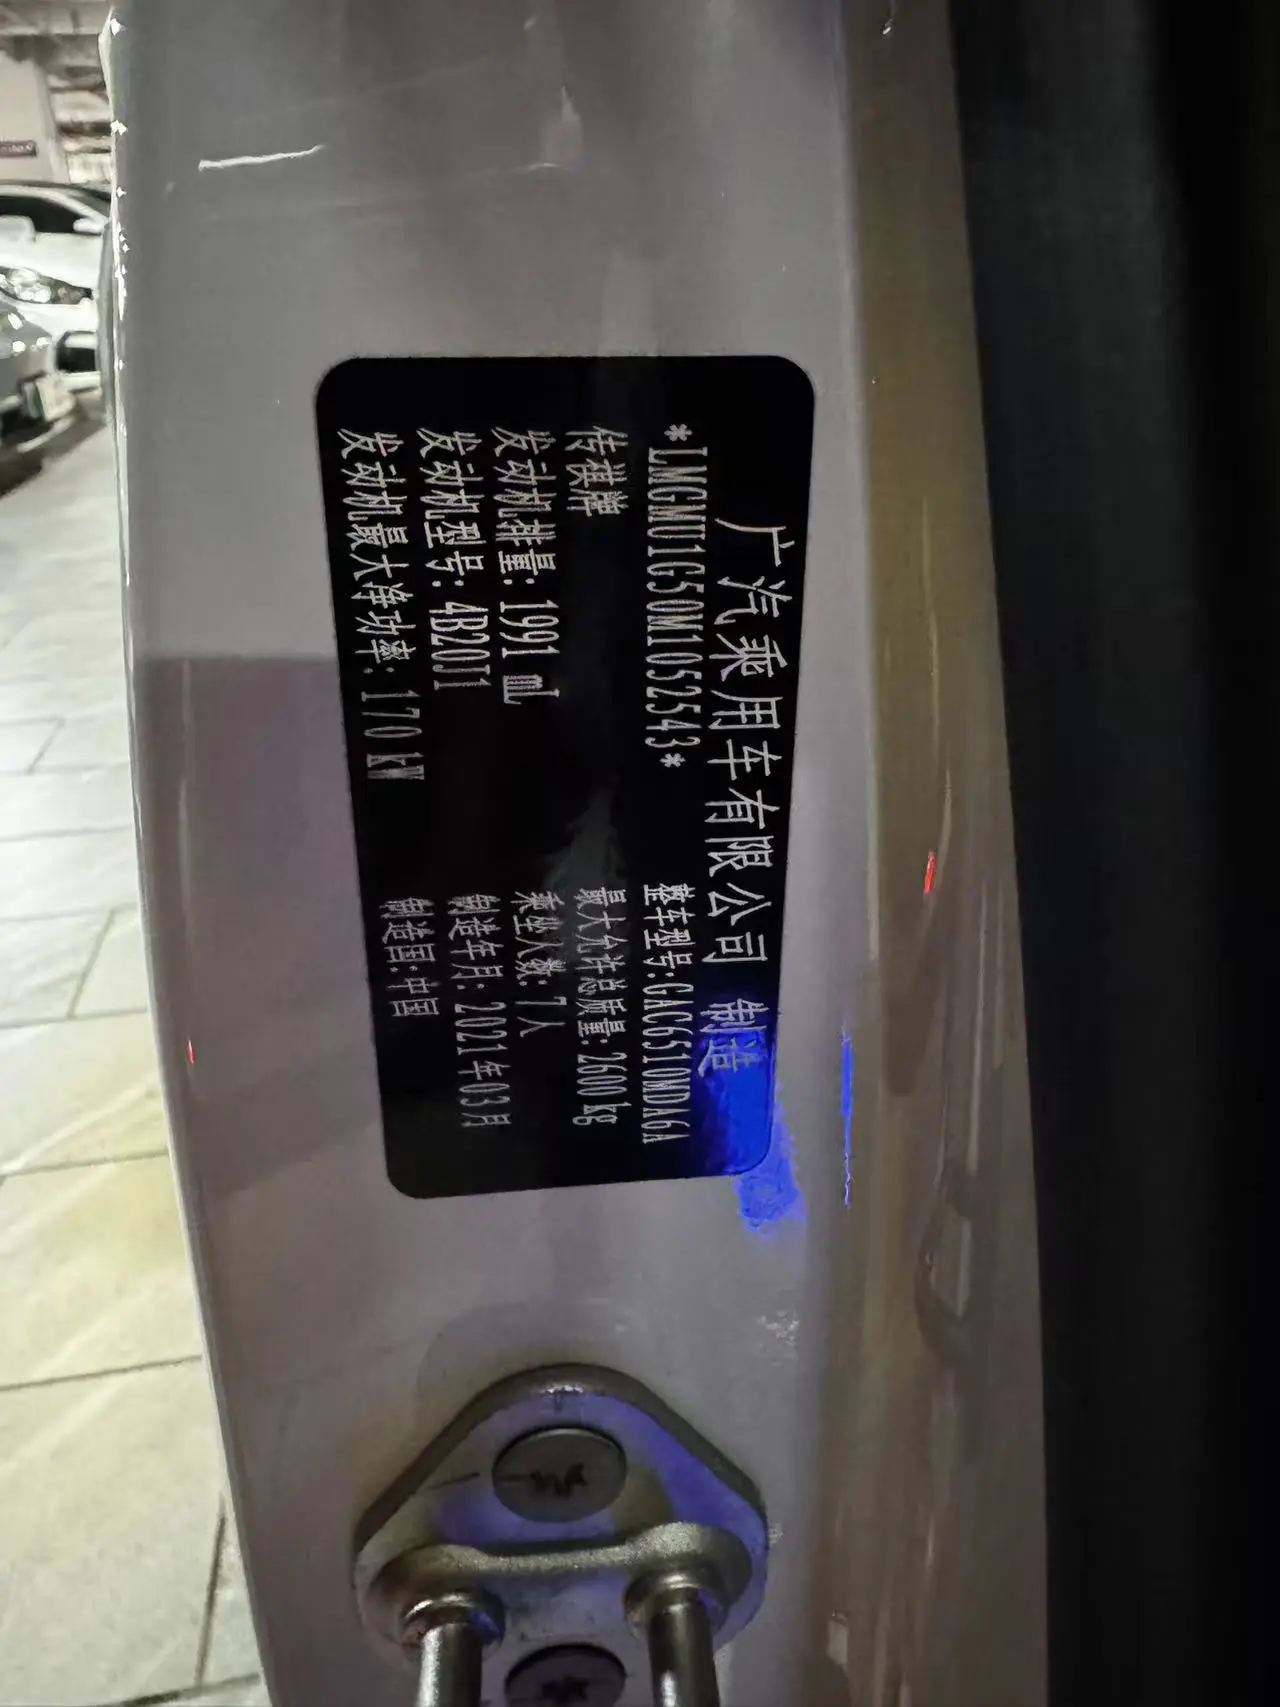 广汽乘用车有限公司 制造
*LMGMU1G50M1052543* 整车型号:GAC6510MDA6A
传祺牌 最大允许总质量: 2600 kg
发动机排量: 1991 mL 乘坐人数: 7人
发动机型号: 4B20J1 制造年月: 2021年03月
发动机最大净功率: 170 kW 制造国: 中国